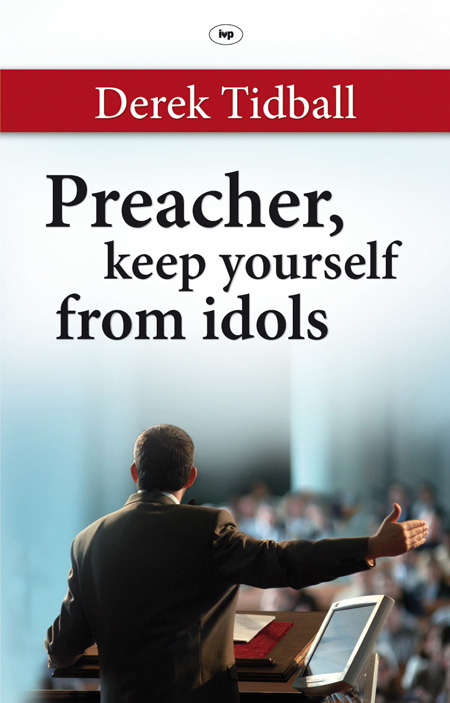 ivp
Derek Tidball
Preacher,
keep yourself
from idols